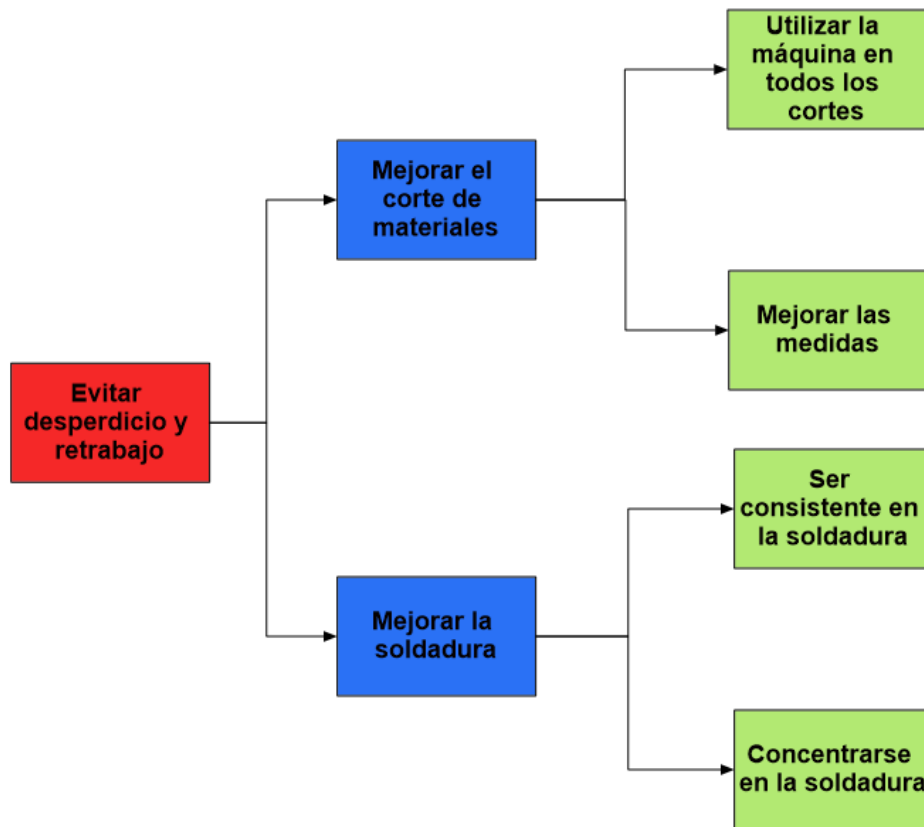 Utilizar la
máquina en
todos los
cortes
Mejorar el
corte de
materiales
Mejorar las
medidas
Evitar
desperdicio y
retrabajo
Ser
consistente en
la soldadura
Mejorar la
soldadura
Concentrarse
en la soldadura